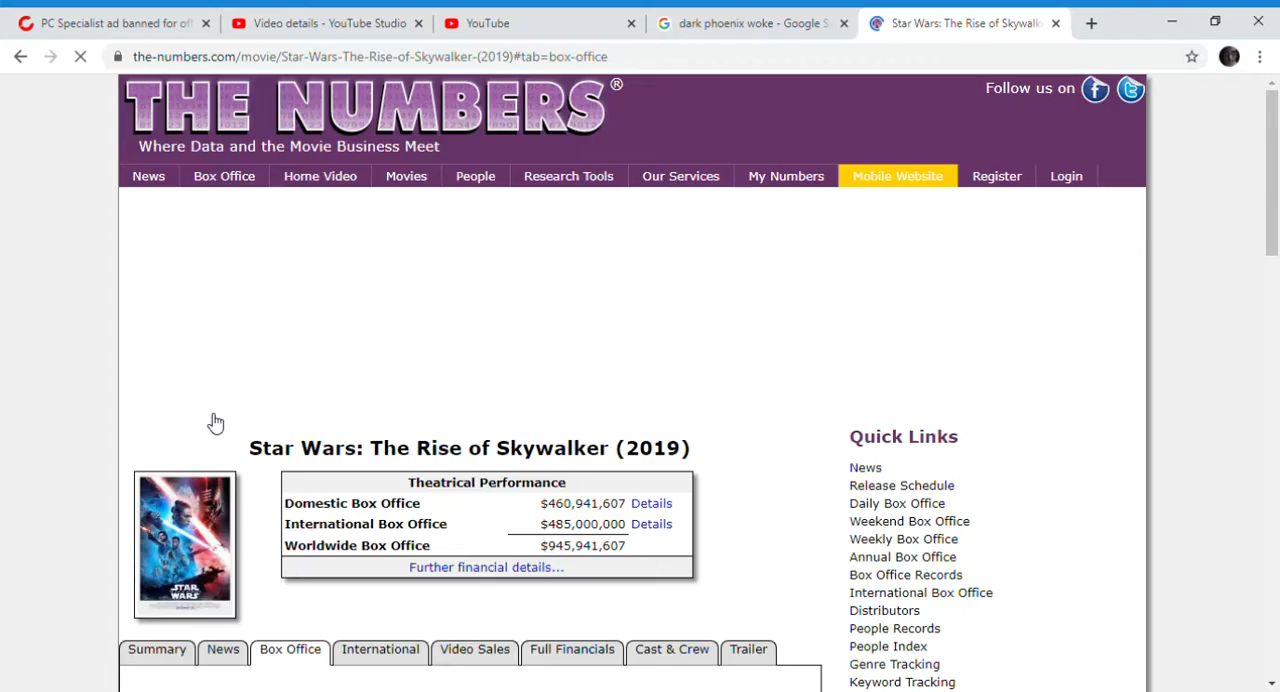 PC Specialist ad banned for off
Video details - YouTube Studio
YouTube
dark phoenix woke - Google S
Star Wars: The Rise of Skywalk
the-numbers.com/movie/Star-Wars-The-Rise-of-Skywalker-(2019)#tab=box-office
THE NUMBERS®
Where Data and the Movie Business Meet
Follow us on
News Box Office Home Video Movies People Research Tools Our Services My Numbers Mobile Website Register Login
Star Wars: The Rise of Skywalker (2019)
STAR WARS
Theatrical Performance
Domestic Box Office $460,941,607 Details
International Box Office $485,000,000 Details
Worldwide Box Office $945,941,607
Further financial details...
Summary News Box Office International Video Sales Full Financials Cast & Crew Trailer
Quick Links
News
Release Schedule
Daily Box Office
Weekend Box Office
Weekly Box Office
Annual Box Office
Box Office Records
International Box Office
Distributors
People Records
People Index
Genre Tracking
Keyword Tracking